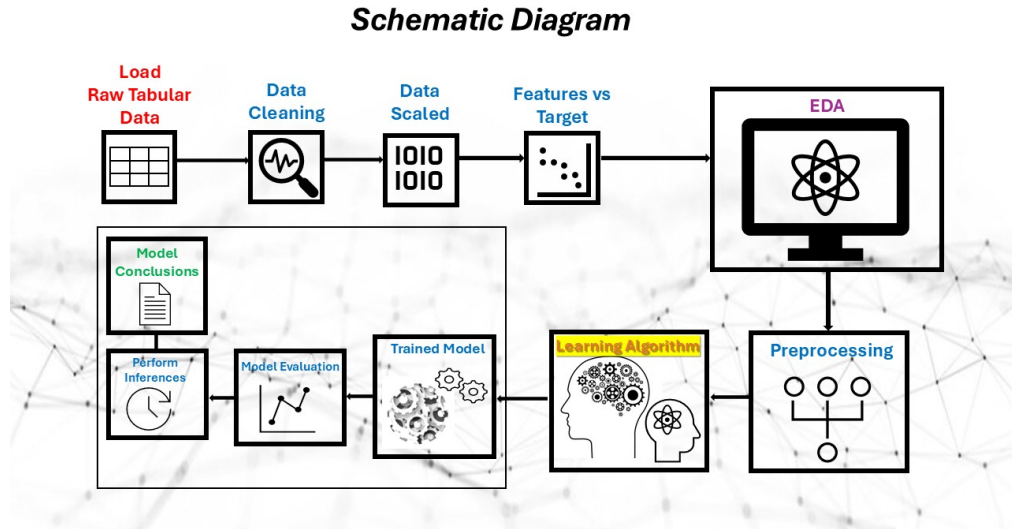 Schematic Diagram
Load
Raw Tabular
Data
Data
Cleaning
1010
1010
Data
Scaled
Features vs
Target
EDA
Model
Conclusions
Perform
Inferences
Model Evaluation
Trained Model
Learning Algorithm
Preprocessing